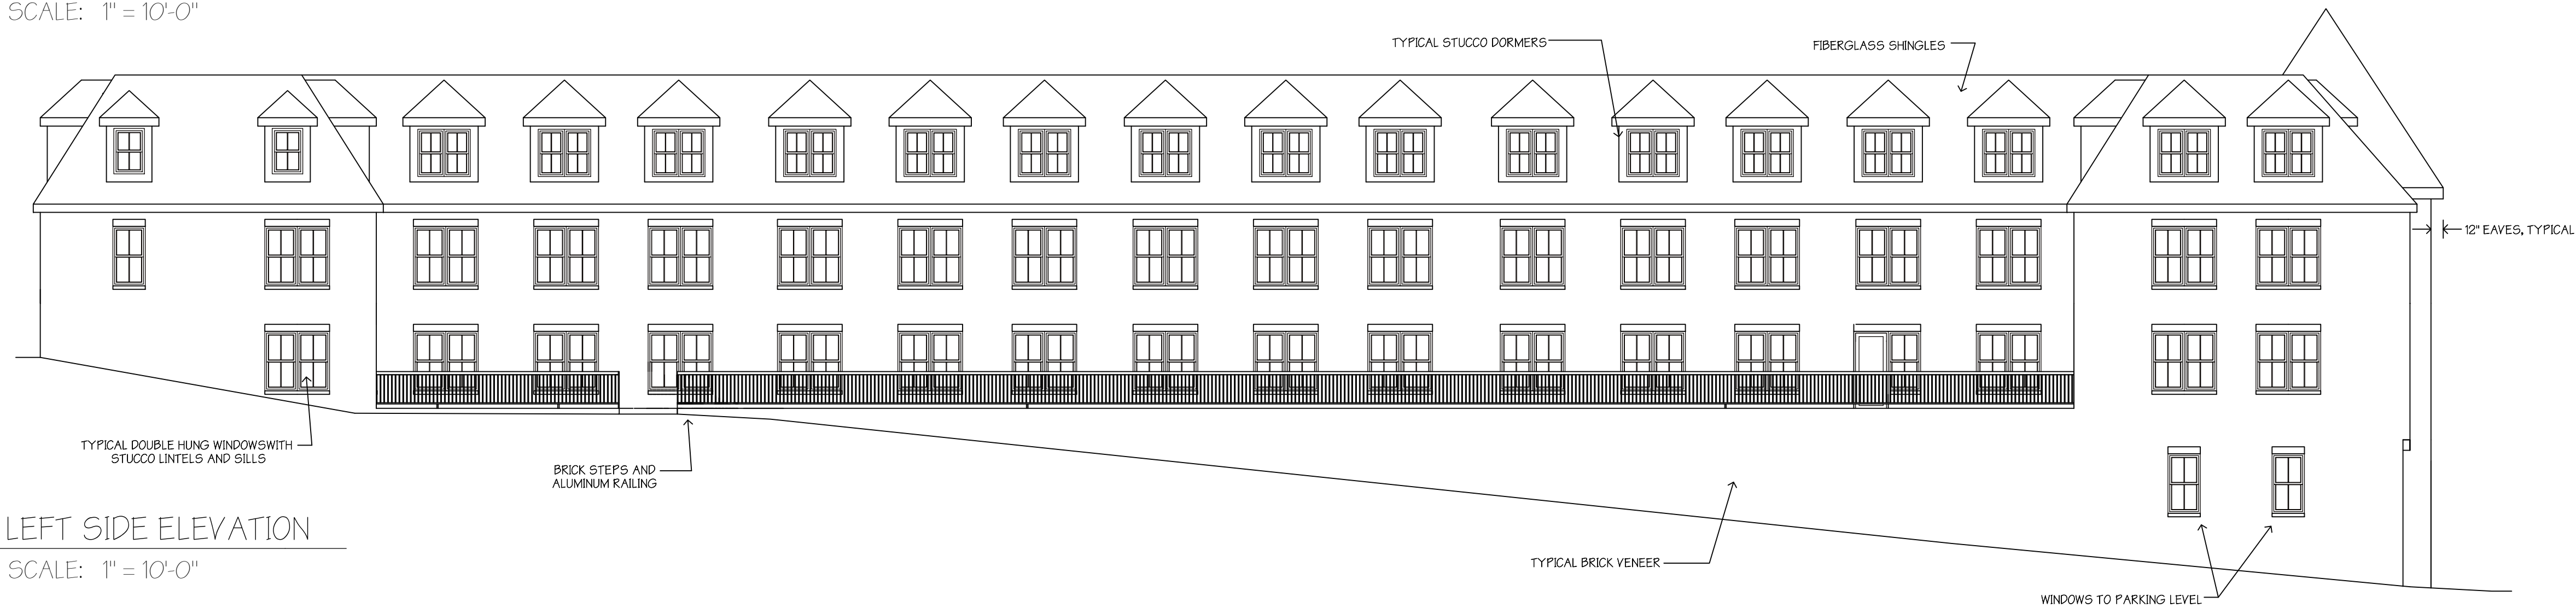 SCALE: 1" = 10'-0"
TYPICAL STUCCO DORMERS
FIBERGLASS SHINGLES
12" EAVES, TYPICAL
TYPICAL DOUBLE HUNG WINDOWSWITH
STUCCO LINTELS AND SILLS
BRICK STEPS AND
ALUMINUM RAILING
LEFT SIDE ELEVATION
SCALE: 1" = 10'-0"
TYPICAL BRICK VENEER
WINDOWS TO PARKING LEVEL